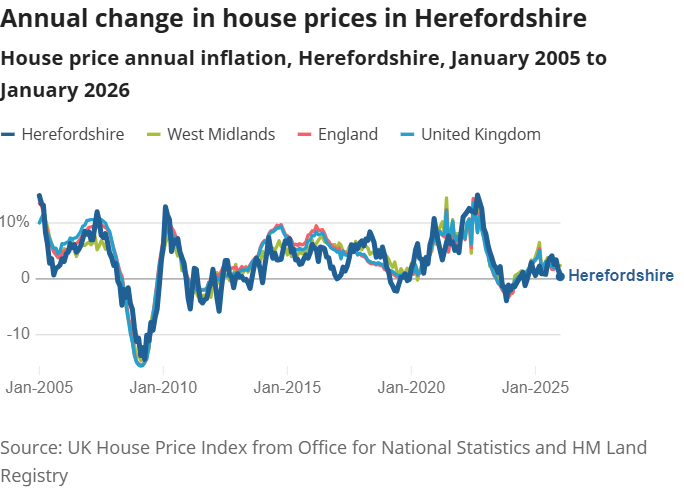 Annual change in house prices in Herefordshire
House price annual inflation, Herefordshire, January 2005 to
January 2026
Herefordshire West Midlands England United Kingdom
10%
0
-10
Herefordshire
Jan-2005 Jan-2010 Jan-2015 Jan-2020 Jan-2025
Source: UK House Price Index from Office for National Statistics and HM Land
Registry